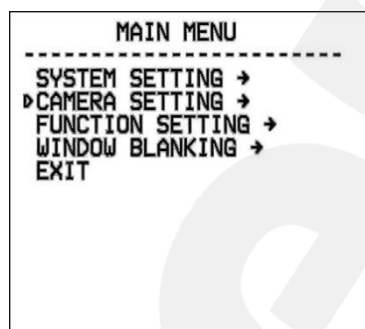 MAIN MENU
------------------------
SYSTEM SETTING →
▷CAMERA SETTING →
FUNCTION SETTING →
WINDOW BLANKING →
EXIT